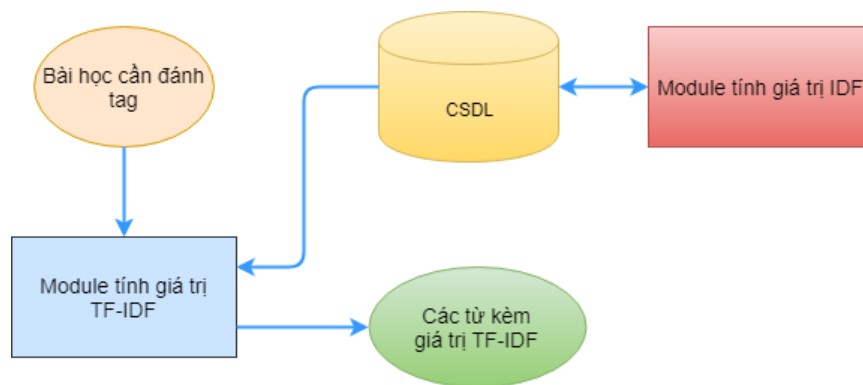 Bài học cần đánh
tag
CSDL
Module tính giá trị IDF
Module tính giá trị
TF-IDF
Các từ kèm
giá trị TF-IDF